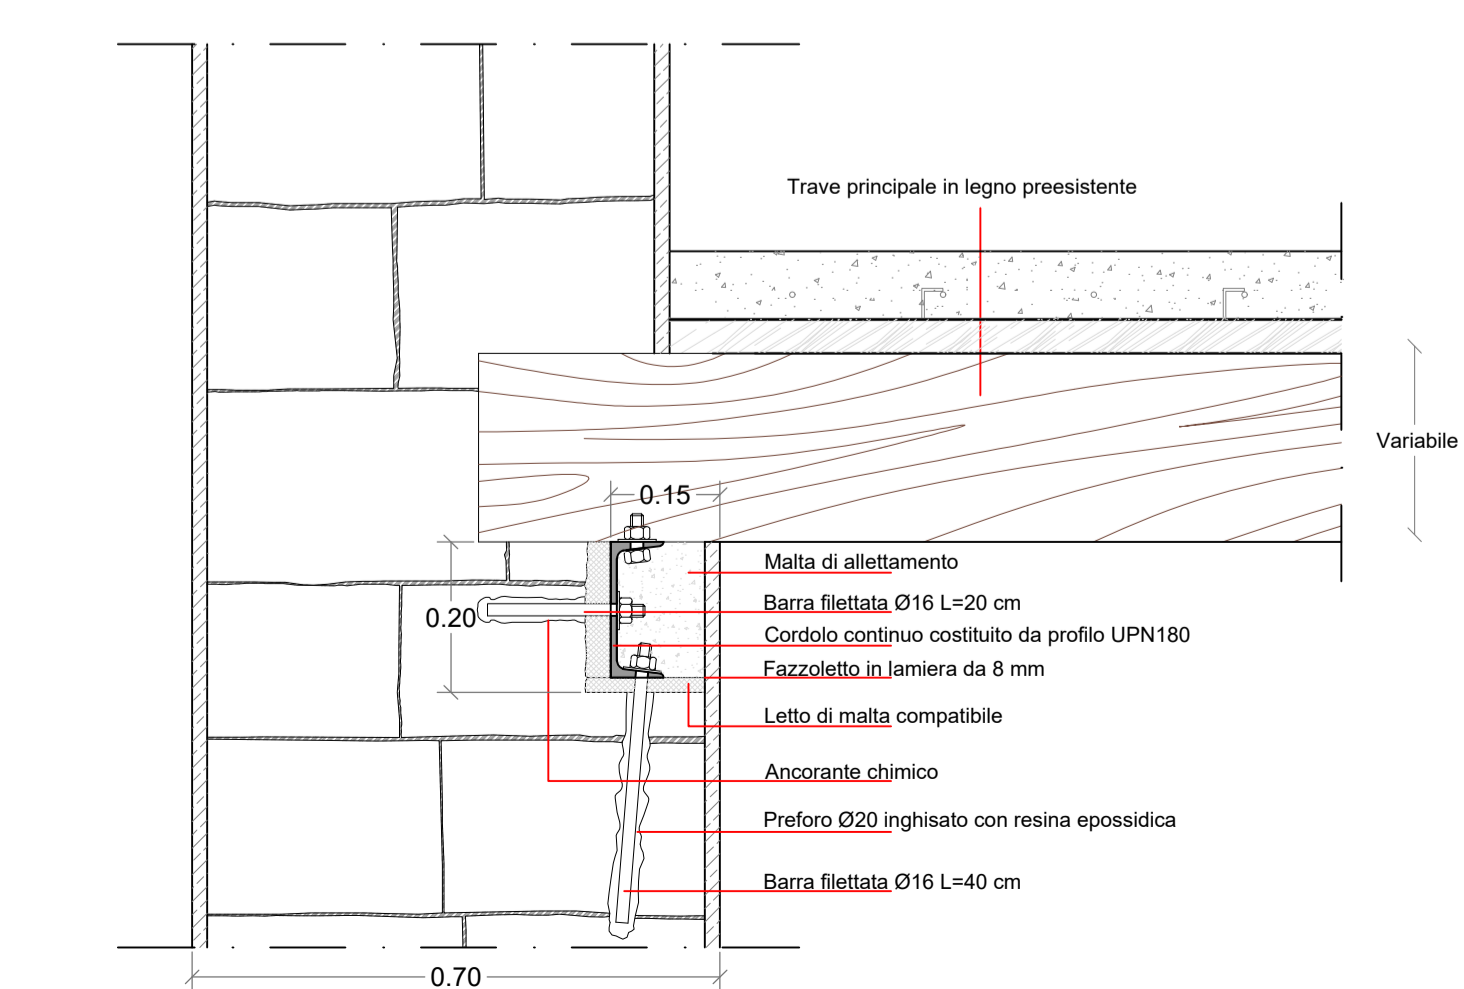 Trave principale in legno preesistente
Variabile
0.15
Malta di allettamento
Barra filettata Ø16 L=20 cm
0.20
Cordolo continuo costituito da profilo UPN180
Fazzoletto in lamiera da 8 mm
Letto di malta compatibile
Ancorante chimico
Preforo Ø20 inghisato con resina epossidica
Barra filettata Ø16 L=40 cm
0.70